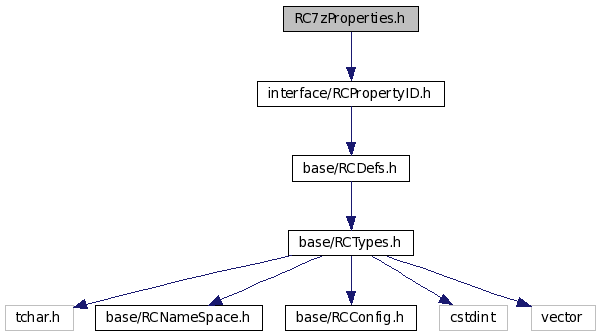 RC7zProperties.h
interface/RCPropertyID.h
base/RCDefs.h
base/RCTypes.h
tchar.h
base/RCNameSpace.h
base/RCConfig.h
cstdint
vector